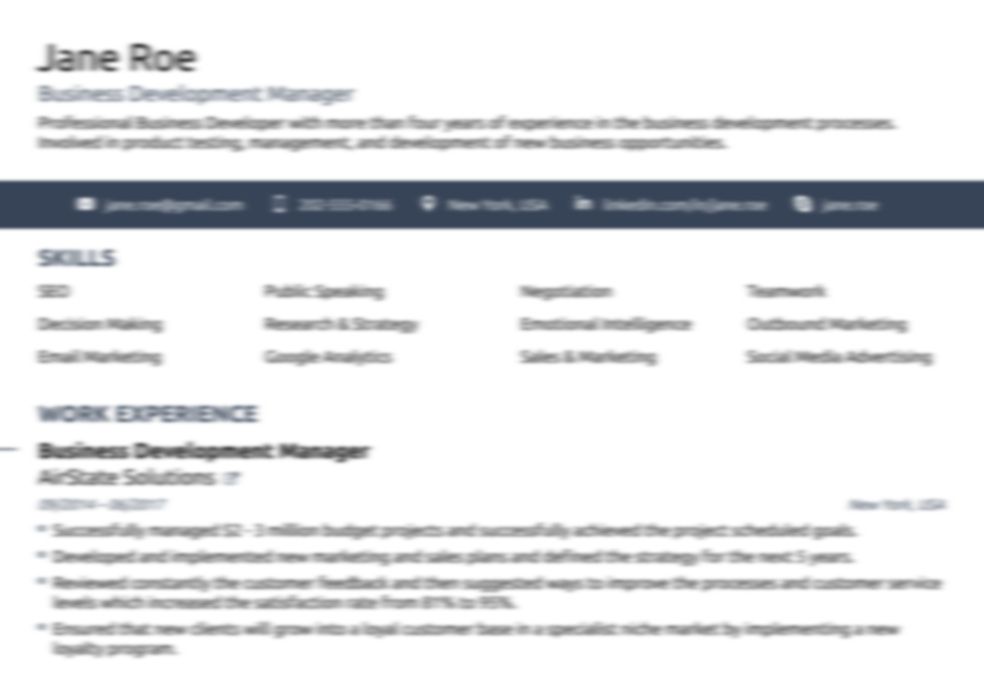 Jane Roe
Business Development Manager
Professional Business Developer with more than four years of experience in the business development processes.
Involved in product testing, management, and development of new business opportunities.
jane.roe@gmail.com New York, USA linkedin.com/in/jane.roe jane.roe
SKILLS
SEO Public Speaking Negotiation Teamwork
Decision Making Research & Strategy Emotional Intelligence Outbound Marketing
Email Marketing Google Analytics Sales & Marketing Social Media Advertising
WORK EXPERIENCE
Business Development Manager
AirState Solutions
09/2014 – 06/2017 New York, USA
Successfully managed $2 - 3 million budget projects and successfully achieved the project scheduled goals.
Developed and implemented new marketing and sales plans and defined the strategy for the next 5 years.
Reviewed constantly the customer feedback and then suggested ways to improve the processes and customer service
levels which increased the satisfaction rate from 81% to 95%.
Ensured that new clients will grow into a loyal customer base in a specialist niche market by implementing a new
loyalty program.